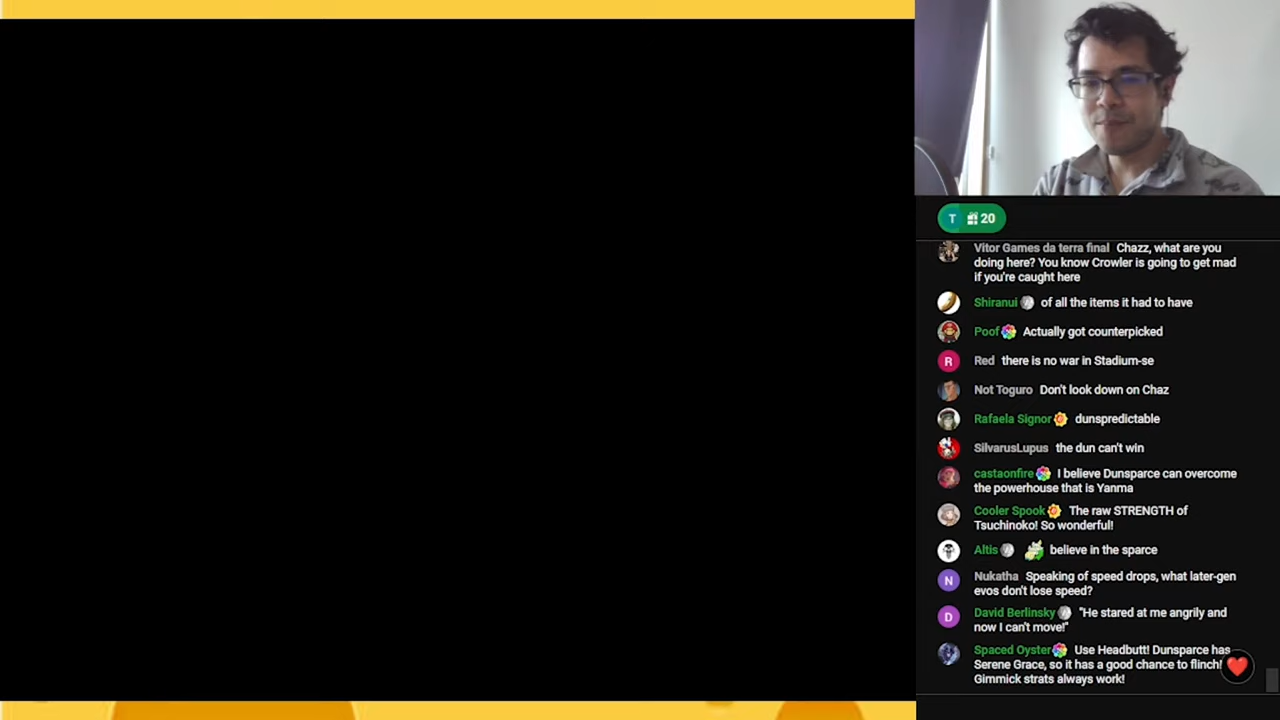 T 20
Vitor Games da terra final Chazz, what are you
doing here? You know Crowler is going to get mad
if you're caught here
Shiranui of all the items it had to have
Poof Actually got counterpicked
R Red there is no war in Stadium-se
Not Toguro Don't look down on Chaz
Rafaela Signor dunspredictable
SilvarusLupus the dun can't win
castaonfire I believe Dunsparce can overcome
the powerhouse that is Yanma
Cooler Spook The raw STRENGTH of
Tsuchinoko! So wonderful!
Altis believe in the sparce
N Nukatha Speaking of speed drops, what later-gen
evos don't lose speed?
D David Berlinsky "He stared at me angrily and
now I can't move!"
Spaced Oyster Use Headbutt! Dunsparce has
Serene Grace, so it has a good chance to flinch!
Gimmick strats always work!